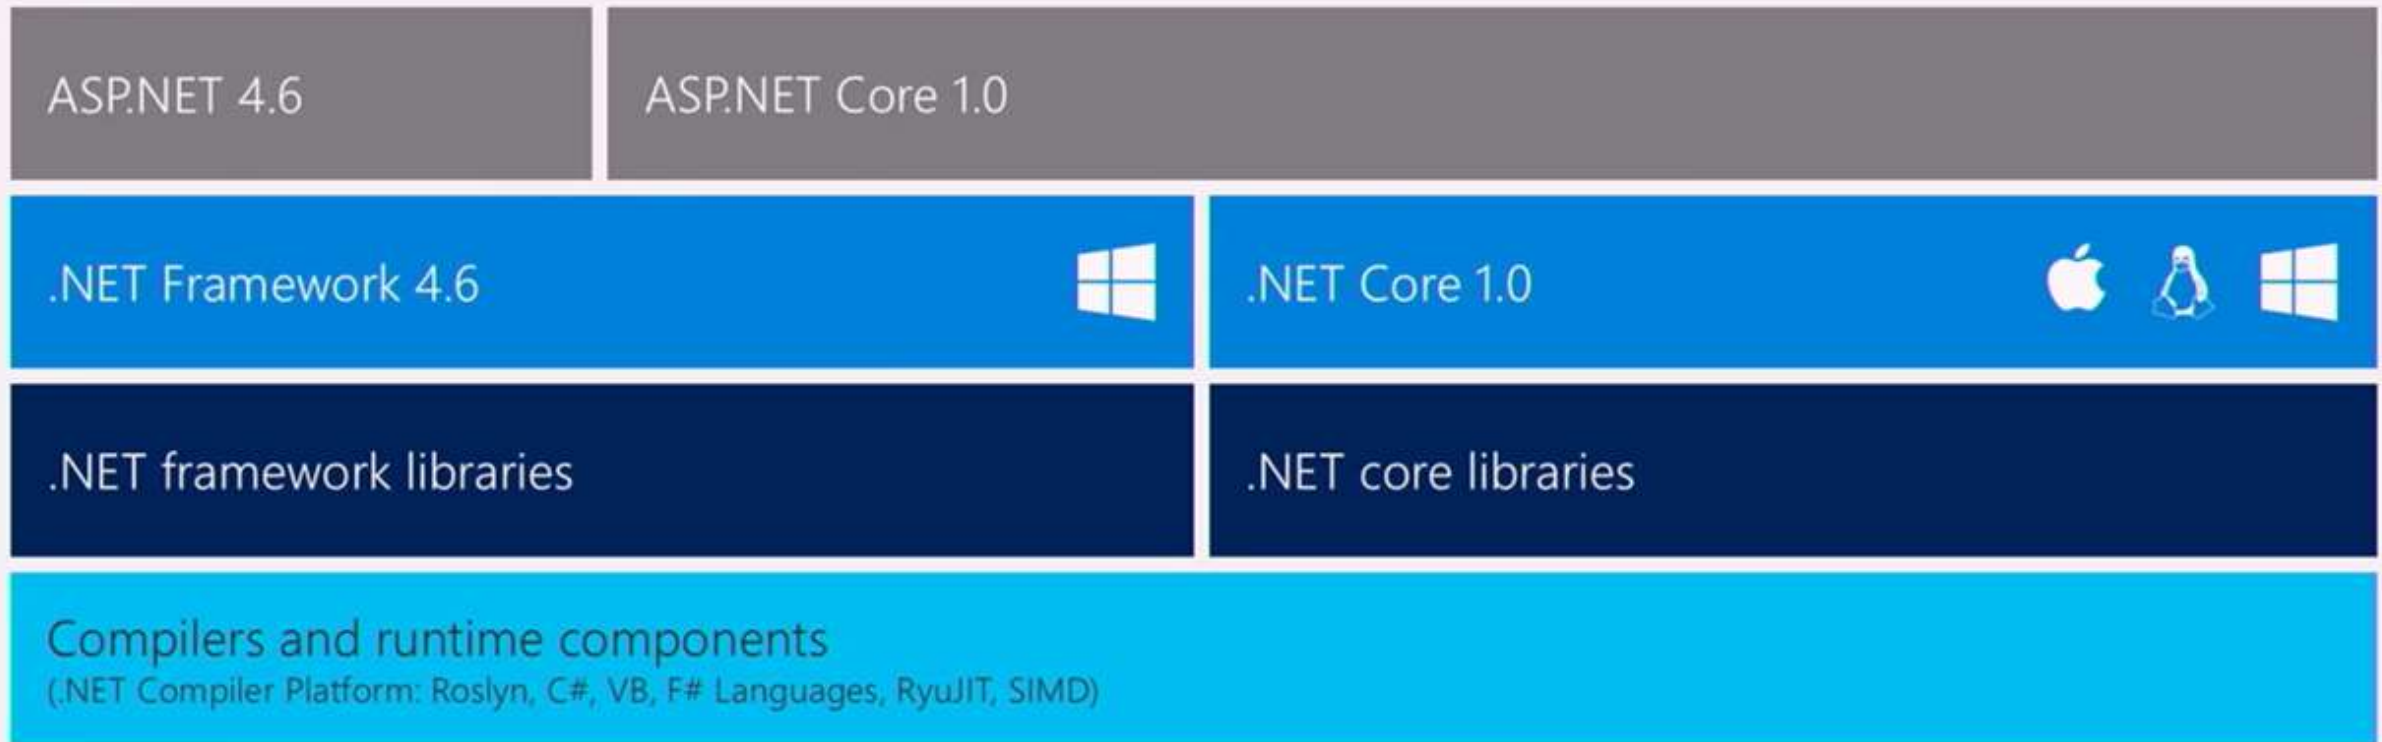 ASP.NET 4.6
ASP.NET Core 1.0
.NET Framework 4.6
.NET Core 1.0
.NET framework libraries
.NET core libraries
Compilers and runtime components
(.NET Compiler Platform: Roslyn, C#, VB, F# Languages, RyuJIT, SIMD)